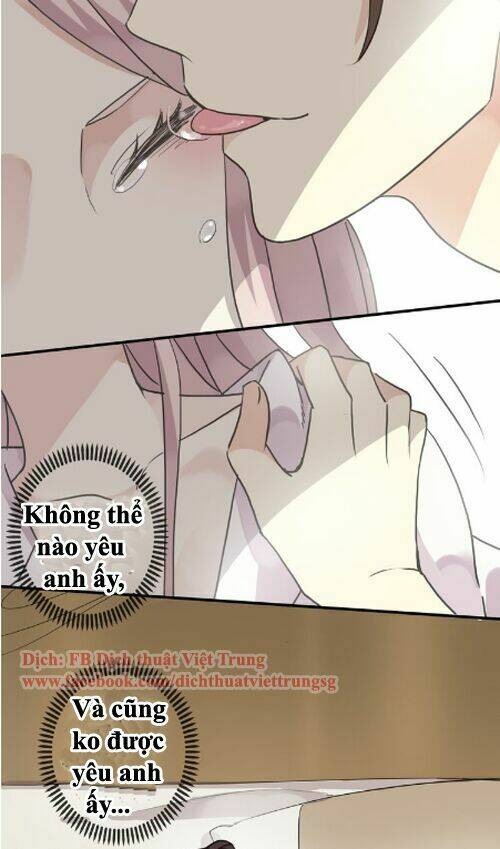 Không thể
nào yêu
anh ấy,
Dịch: FB Dịch thuật Việt Trung
www.facebook.com/dichthuatviettrungsg
Và cũng
ko được
yêu anh
ấy...